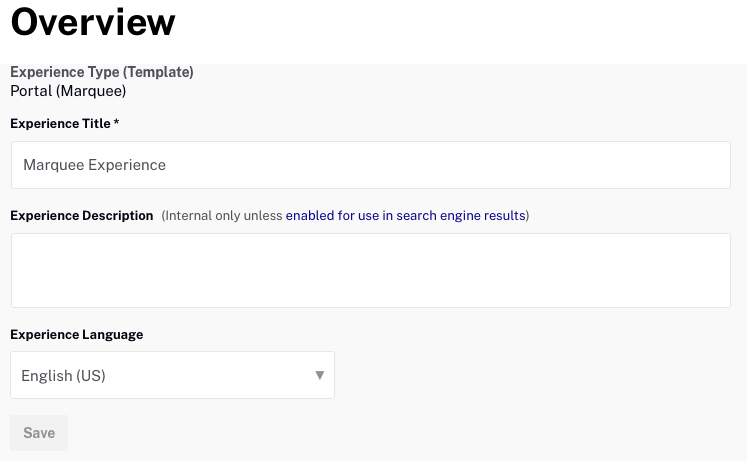 Overview
Experience Type (Template)
Portal (Marquee)
Experience Title *
Marquee Experience
Experience Description (Internal only unless enabled for use in search engine results)
Experience Language
English (US)
Save